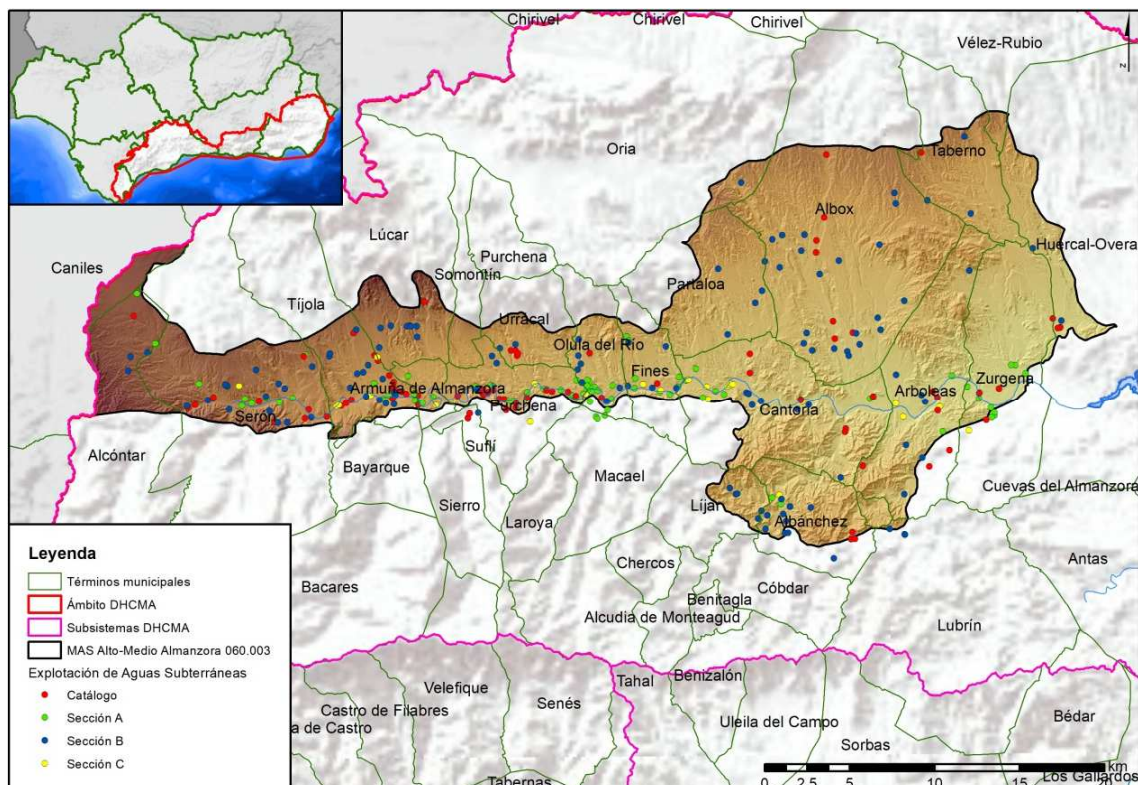 Chirivel
Chirivel
Chirivel
Vélez-Rubio
z
Oria
Taberno
Albox
Lúcar
Purchena
Huercal-Overa
Caniles
Somontín
Partaloa
Tíjola
Urracal
Olula del Río
Fines
Armuña de Almanzora
Arboleas
Zurgena
Serón
Purchena
Cantoria
Alcóntar
Suflí
Bayarque
Macael
Cuevas del Almanzora
Sierro
Líjar
Laroya
Albánchez
Leyenda
Términos municipales
Ámbito DHCMA
Subsistemas DHCMA
MAS Alto-Medio Almanzora 060.003
Explotación de Aguas Subterráneas
Catálogo
Sección A
Sección B
Sección C
Chercos
Antas
Bacares
Cóbdar
Benitagla
Alcudia de Monteagud
Lubrín
Tahal
Benizalón
Velefique
Senés
Castro de Filabres
a de Castro
Uleila del Campo
Bédar
Sorbas
Tabernas
km
0 2,5 5 10 15 20
Los Gallardos